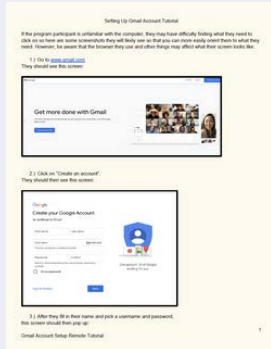 Setting Up Gmail Account Tutorial
If the program participant is unfamiliar with the computer, they may have difficulty finding what they need to
click on so here are some screenshots they will likely see so that you can more easily orient them to what they
need. However, be aware that the browser they use and other things may affect what their screen looks like.
1.) Go to www.gmail.com
They should see this screen:
Get more done with Gmail
2.) Click on "Create an account".
They should then see this screen:
Google
Create your Google Account
3.) After they fill in their name and pick a username and password,
this screen should then pop up:
1
Gmail Account Setup Remote Tutorial